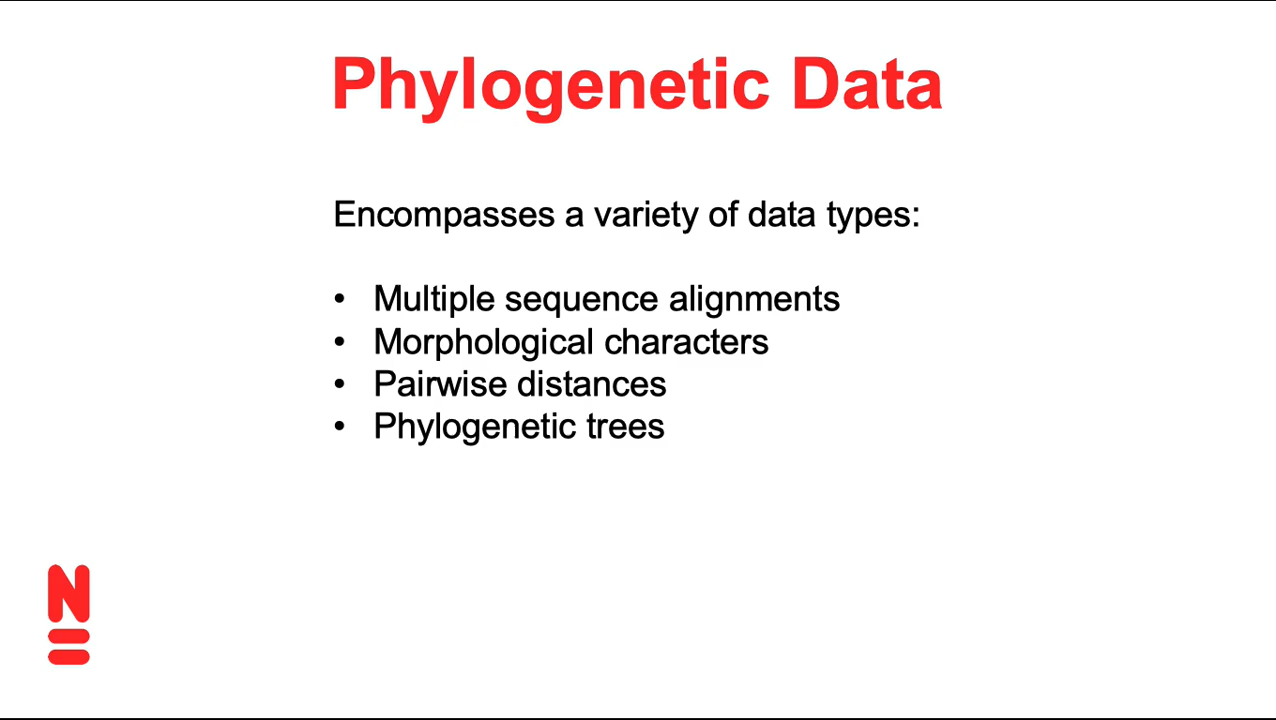 Phylogenetic Data
Encompasses a variety of data types:
• Multiple sequence alignments
• Morphological characters
• Pairwise distances
• Phylogenetic trees
N